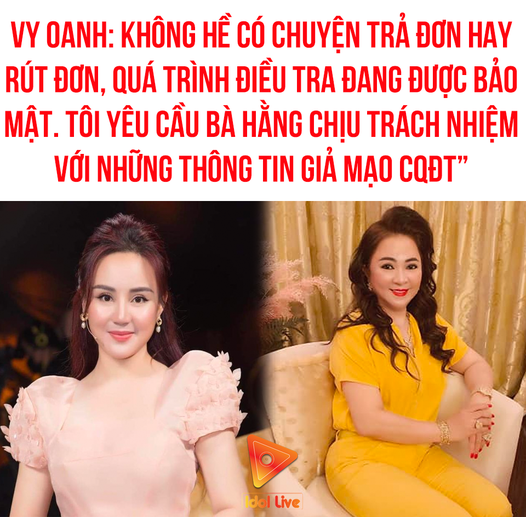 VY OANH: KHÔNG HỀ CÓ CHUYỆN TRẢ ĐƠN HAY
RÚT ĐƠN, QUÁ TRÌNH ĐIỀU TRA ĐANG ĐƯỢC BẢO
MẬT. TÔI YÊU CẦU BÀ HẰNG CHỊU TRÁCH NHIỆM
VỚI NHỮNG THÔNG TIN GIẢ MẠO CQĐT”
Idol Live